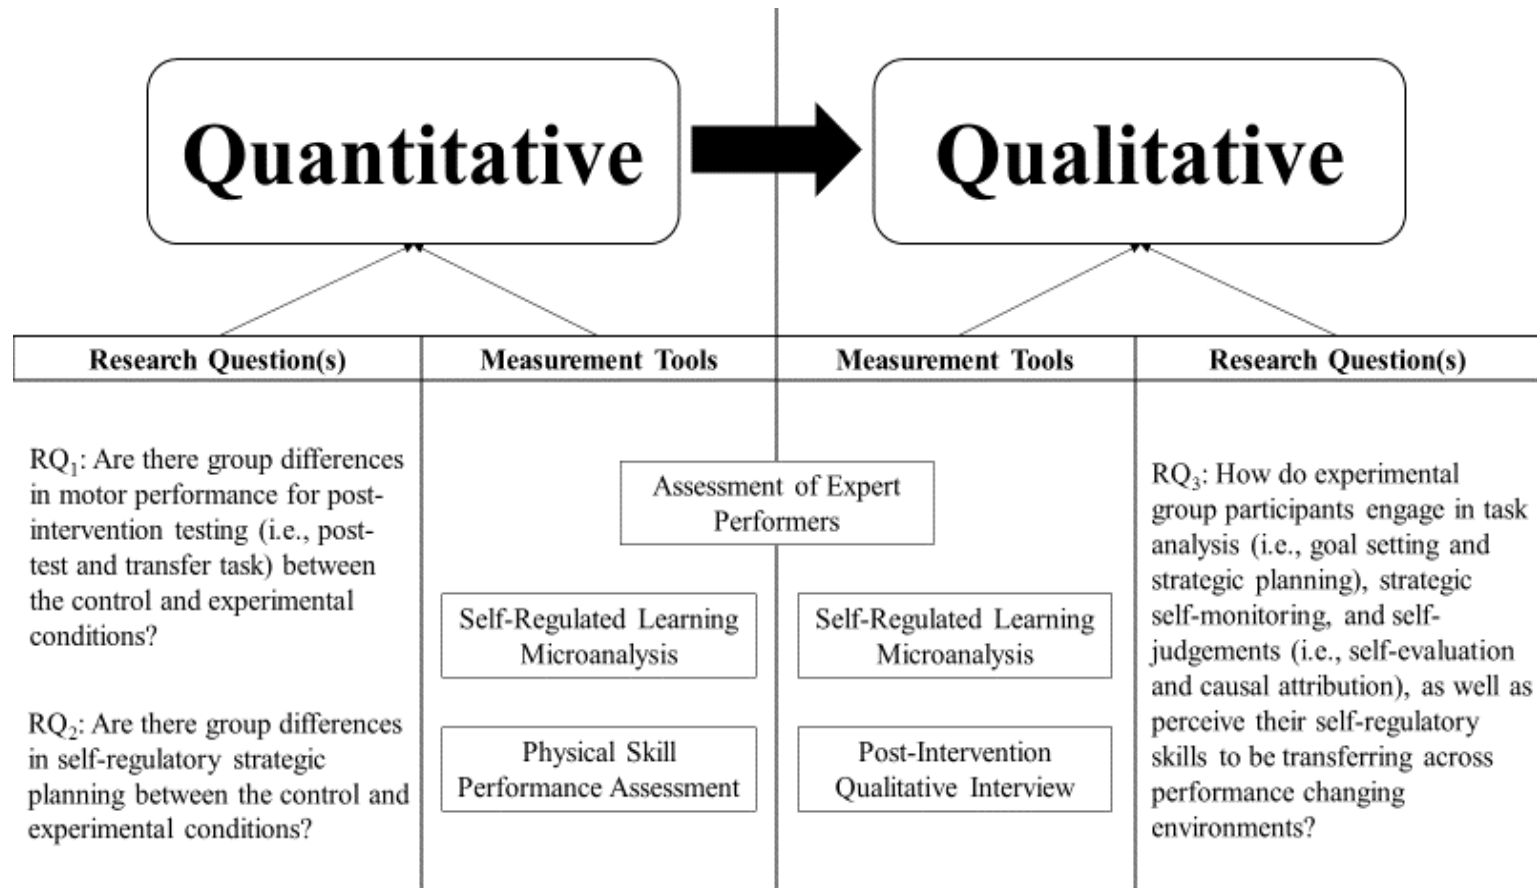 Quantitative
Qualitative
Research Question(s)
Measurement Tools
Measurement Tools
Research Question(s)
RQ1: Are there group differences
in motor performance for post-
intervention testing (i.e., post-
test and transfer task) between
the control and experimental
conditions?
RQ2: Are there group differences
in self-regulatory strategic
planning between the control and
experimental conditions?
Assessment of Expert
Performers
Self-Regulated Learning
Microanalysis
Physical Skill
Performance Assessment
Self-Regulated Learning
Microanalysis
Post-Intervention
Qualitative Interview
RQ3: How do experimental
group participants engage in task
analysis (i.e., goal setting and
strategic planning), strategic
self-monitoring, and self-
judgements (i.e., self-evaluation
and causal attribution), as well as
perceive their self-regulatory
skills to be transferring across
performance changing
environments?